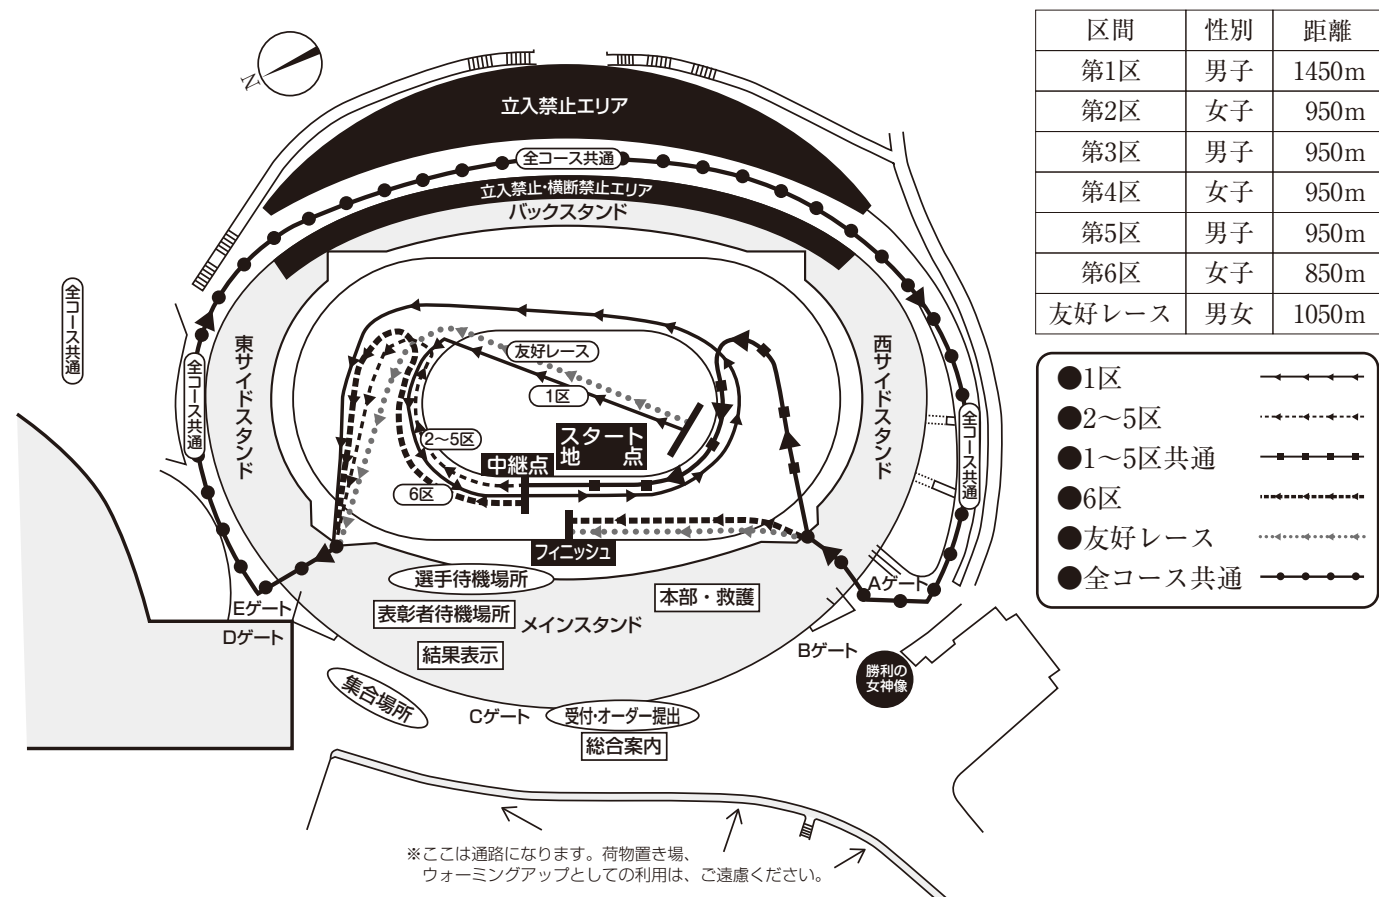 N
立入禁止エリア
全コース共通
立入禁止・横断禁止エリア
バックスタンド
全コース共通
全コース共通
東サイドスタンド
西サイドスタンド
全コース共通
友好レース
1区
2〜5区
スタート
地　点
中継点
6区
フィニッシュ
選手待機場所
表彰者待機場所
本部・救護
メインスタンド
結果表示
Aゲート
Bゲート
Cゲート
Dゲート
Eゲート
勝利の
女神像
集合場所
受付・オーダー提出
総合案内
※ここは通路になります。荷物置き場、
ウォーミングアップとしての利用は、ご遠慮ください。
区間 性別 距離
第1区 男子 1450m
第2区 女子 950m
第3区 男子 950m
第4区 女子 950m
第5区 男子 950m
第6区 女子 850m
友好レース 男女 1050m
●1区
●2〜5区
●1〜5区共通
●6区
●友好レース
●全コース共通